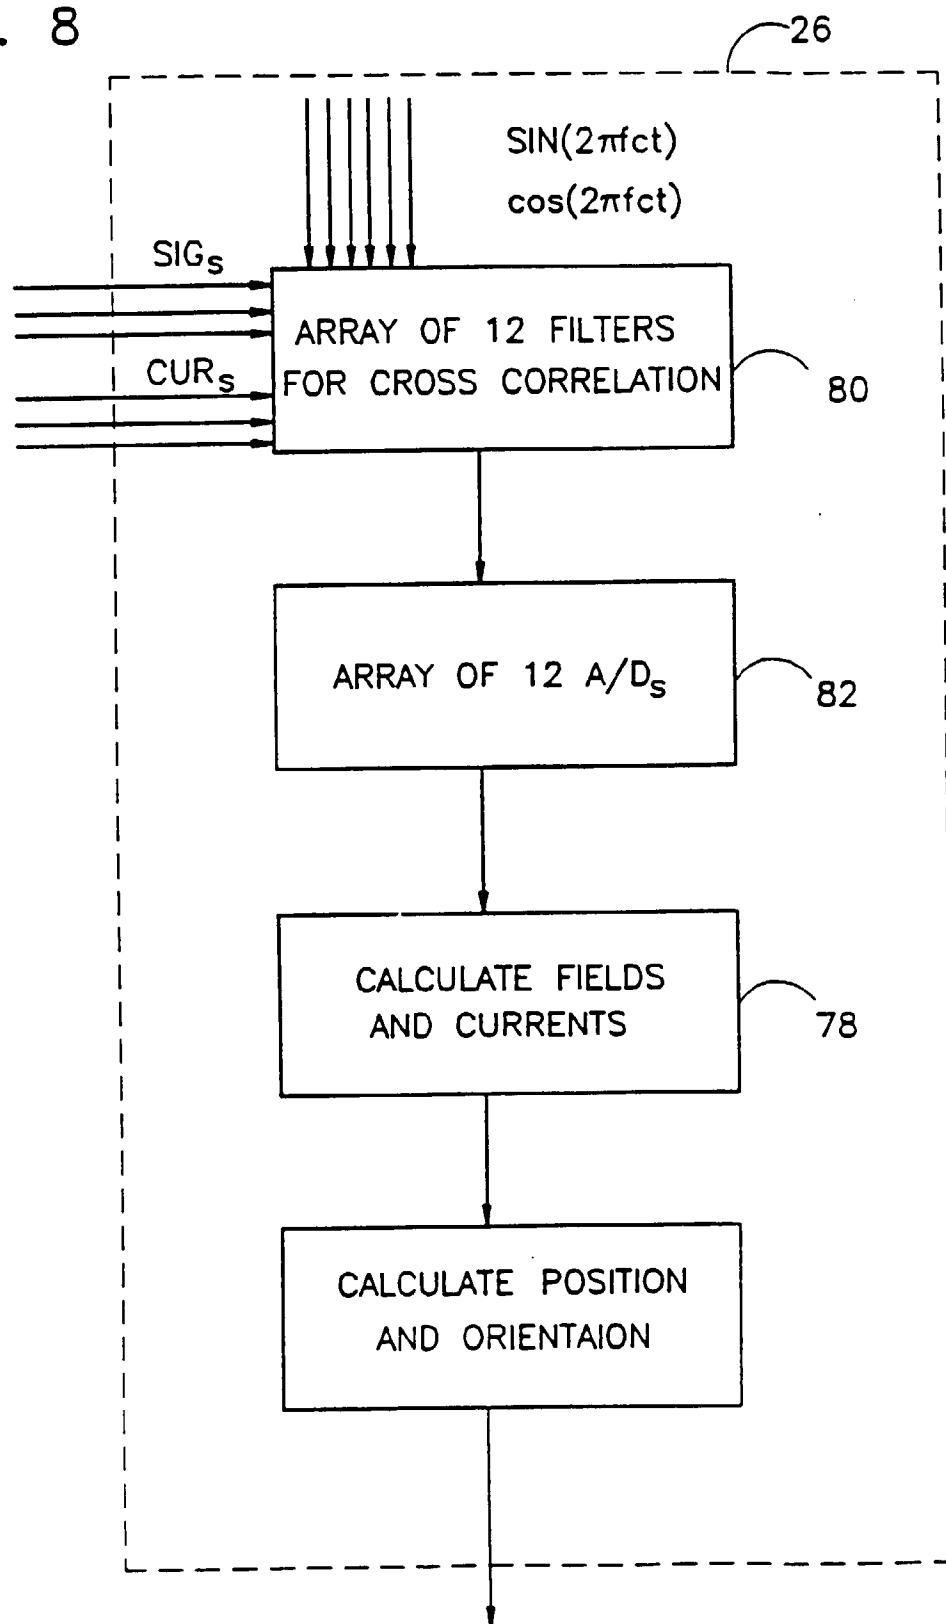 . 8
26
SIN(2πfct)
cos(2πfct)
SIGs
CURs
ARRAY OF 12 FILTERS
FOR CROSS CORRELATION
80
ARRAY OF 12 A/Ds
82
CALCULATE FIELDS
AND CURRENTS
78
CALCULATE POSITION
AND ORIENTAION